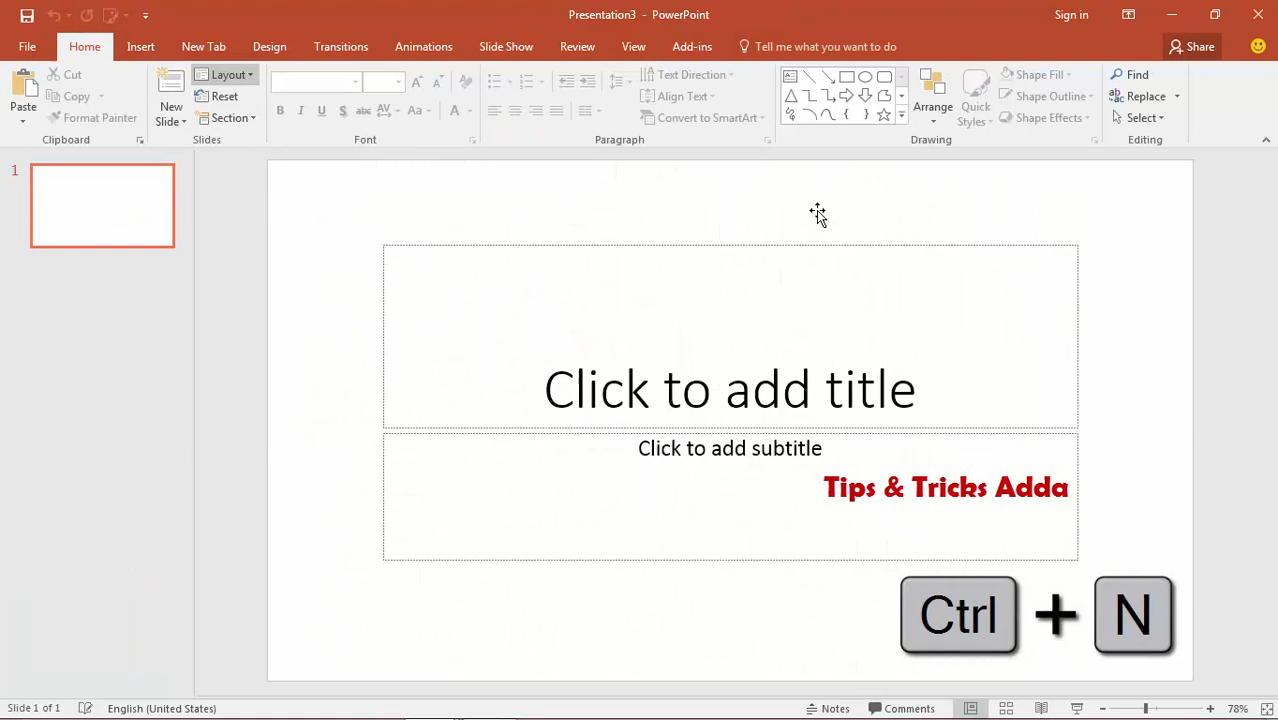 Presentation3 - PowerPoint
Sign in
File Home Insert New Tab Design Transitions Animations Slide Show Review View Add-ins Tell me what you want to do Share
Paste
Cut
Copy
Format Painter
Clipboard
New Slide
Layout
Reset
Section
Slides
B I U S abc AV Aa A
Font
Text Direction
Align Text
Convert to SmartArt
Paragraph
Arrange
Quick Styles
Shape Fill
Shape Outline
Shape Effects
Drawing
Find
Replace
Select
Editing
1
Click to add title
Click to add subtitle
Tips & Tricks Adda
Ctrl + N
Slide 1 of 1 English (United States) Notes Comments 78%